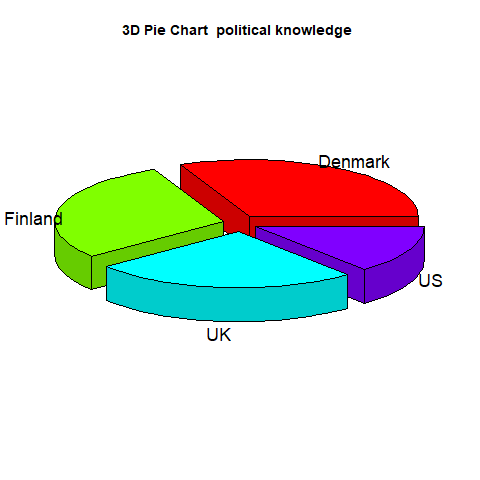 3D Pie Chart  political knowledge
Denmark
Finland
US
UK